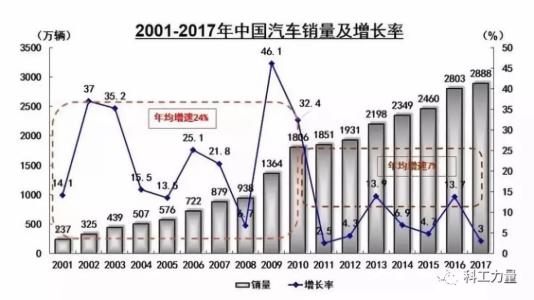 2001-2017年中国汽车销量及增长率
万辆 (%)
3500 3000 2500 2000 1500 1000 500 0
50 45 40 35 30 25 20 15 10 5 0
年均增速24%
年均增速7%
14.1 37 35.2 15.5 13.5 25.1 21.8 6.7 46.1 32.4 2.5 4.3 13.9 6.9 4.7 13.7 3
237 325 439 507 576 722 879 938 1364 1806 1851 1931 2198 2349 2460 2803 2888
2001 2002 2003 2004 2005 2006 2007 2008 2009 2010 2011 2012 2013 2014 2015 2016 2017
销量 增长率
科工力量